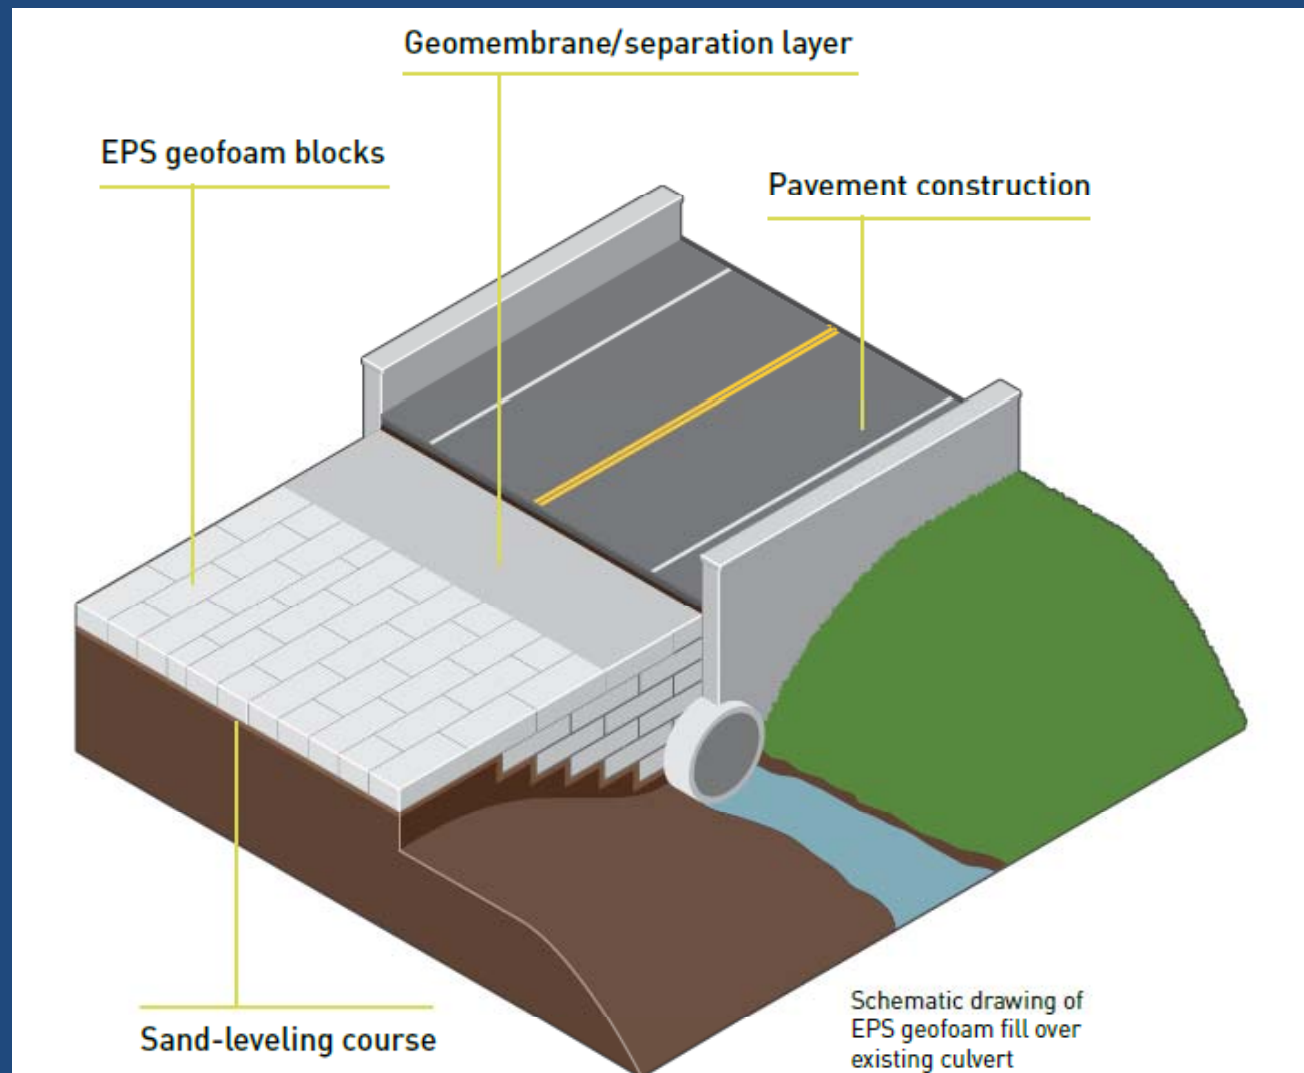 Geomembrane/separation layer
EPS geofoam blocks
Pavement construction
Sand-leveling course
Schematic drawing of
EPS geofoam fill over
existing culvert